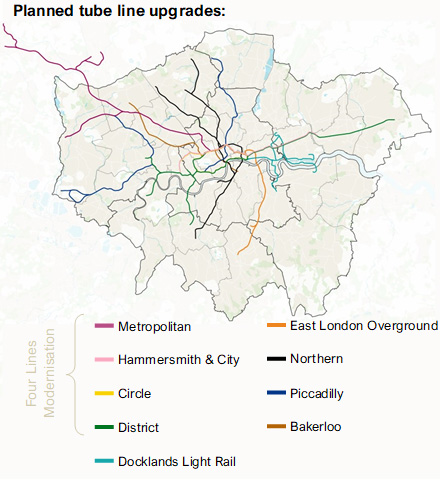 Planned tube line upgrades:
Four Lines
Modernisation
Metropolitan
Hammersmith & City
Circle
District
Docklands Light Rail
East London Overground
Northern
Piccadilly
Bakerloo